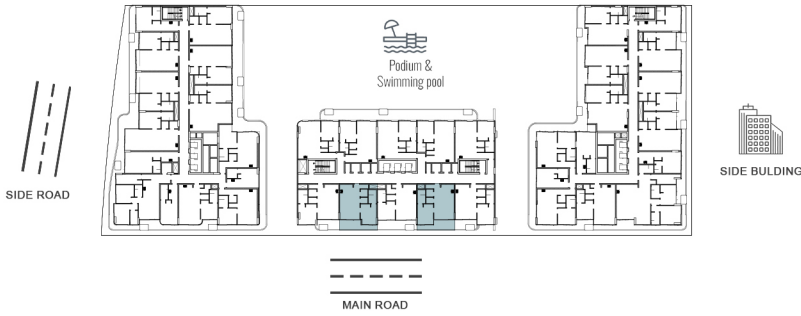 Podium &
Swimming pool
SIDE ROAD
SIDE BULDING
MAIN ROAD